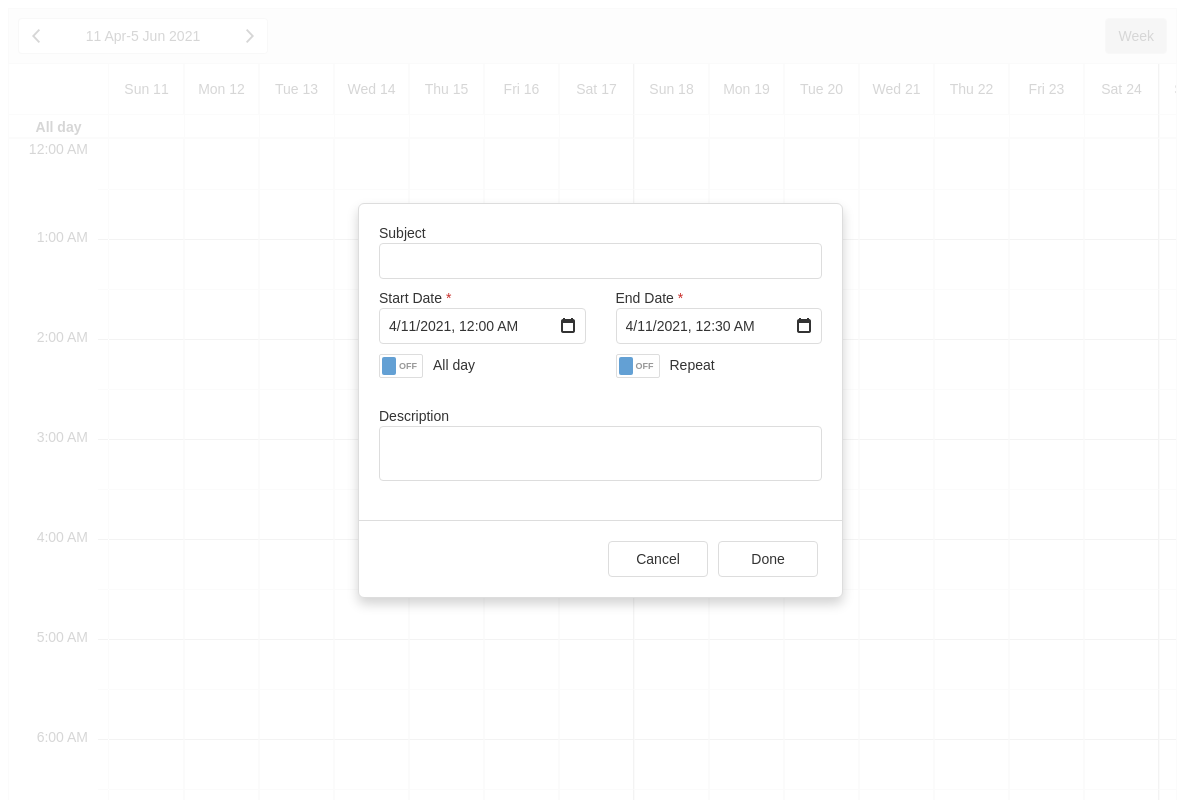 11 Apr-5 Jun 2021 Week
Sun 11 Mon 12 Tue 13 Wed 14 Thu 15 Fri 16 Sat 17 Sun 18 Mon 19 Tue 20 Wed 21 Thu 22 Fri 23 Sat 24
All day
12:00 AM
1:00 AM
2:00 AM
3:00 AM
4:00 AM
5:00 AM
6:00 AM
Subject
Start Date * End Date *
4/11/2021, 12:00 AM 4/11/2021, 12:30 AM
OFF All day OFF Repeat
Description
Cancel Done